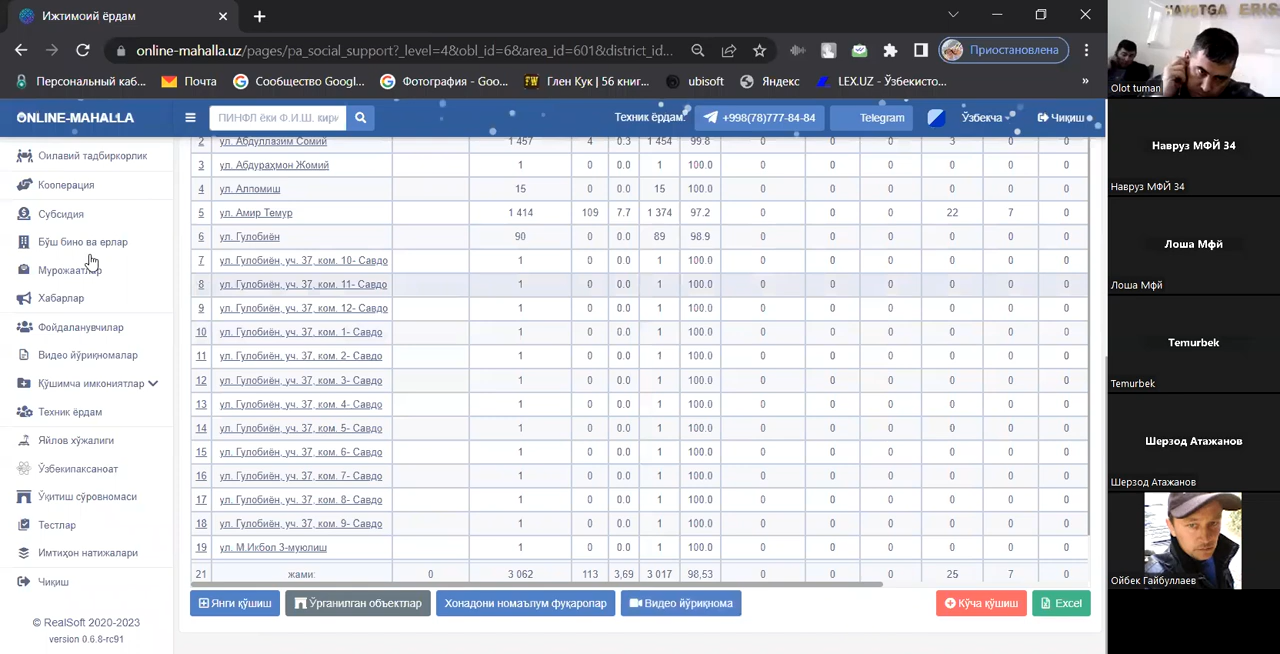 Ижтимоий ёрдам
online-mahalla.uz/pages/pa_social_support?_level=4&obl_id=6&area_id=601&district_id...
Приостановлена
Персональный каб...
Почта
Сообщество Googl...
Фотография - G
Глен Кук | 56 книг...
ubisoft
Яндекс
LEX.UZ - Ўзбекисто...
»
ONLINE-MAHALLA
ПИНФЛ ёки Ф.И.Ш. кири
Техник ёрдам:
+998(78)777-84-84
Telegram
Ўзбекча
Чиқиш
Оилавий тадбиркорлик
Кооперация
Субсидия
Бўш бино ва ерлар
Мурожаатлар
Хабарлар
Фойдаланувчилар
Видео йўриқномалар
Қўшимча имкониятлар
Техник ёрдам
Яйлов хўжалиги
Ўзбекипаксаноат
Ўқитиш сўровномаси
Тестлар
Имтиҳон натижалари
Чиқиш
© RealSoft 2020-2023
version 0.6.8-rc91
2 ул. Абдуллазим Сомий 1 457 4 0.3 1 454 99.8 0 0 0 3 0 0
3 ул. Абдураҳмон Жомий 1 0 0.0 1 100.0 0 0 0 0 0 0
4 ул. Алпомиш 15 0 0.0 15 100.0 0 0 0 0 0 0
5 ул. Амир Темур 1 414 109 7.7 1 374 97.2 0 0 0 22 7 0
6 ул. Гулобиён 90 0 0.0 89 98.9 0 0 0 0 0 0
7 ул. Гулобиён, уч. 37, ком. 10- Савдо 1 0 0.0 1 100.0 0 0 0 0 0 0
8 ул. Гулобиён, уч. 37, ком. 11- Савдо 1 0 0.0 1 100.0 0 0 0 0 0 0
9 ул. Гулобиён, уч. 37, ком. 12- Савдо 1 0 0.0 1 100.0 0 0 0 0 0 0
10 ул. Гулобиён, уч. 37, ком. 1- Савдо 1 0 0.0 1 100.0 0 0 0 0 0 0
11 ул. Гулобиён, уч. 37, ком. 2- Савдо 1 0 0.0 1 100.0 0 0 0 0 0 0
12 ул. Гулобиён, уч. 37, ком. 3- Савдо 1 0 0.0 1 100.0 0 0 0 0 0 0
13 ул. Гулобиён, уч. 37, ком. 4- Савдо 1 0 0.0 1 100.0 0 0 0 0 0 0
14 ул. Гулобиён, уч. 37, ком. 5- Савдо 1 0 0.0 1 100.0 0 0 0 0 0 0
15 ул. Гулобиён, уч. 37, ком. 6- Савдо 1 0 0.0 1 100.0 0 0 0 0 0 0
16 ул. Гулобиён, уч. 37, ком. 7- Савдо 1 0 0.0 1 100.0 0 0 0 0 0 0
17 ул. Гулобиён, уч. 37, ком. 8- Савдо 1 0 0.0 1 100.0 0 0 0 0 0 0
18 ул. Гулобиён, уч. 37, ком. 9- Савдо 1 0 0.0 1 100.0 0 0 0 0 0 0
19 ул. М.Икбол 3-муюлиш 1 0 0.0 1 100.0 0 0 0 0 0 0
21 жами: 0 3 062 113 3,69 3 017 98,53 0 0 0 25 7 0
Янги қўшиш
Ўрганилган объектлар
Хонадони номаълум фуқаролар
Видео йўриқнома
Кўча қўшиш
Excel
Olot tuman
Навруз МФЙ 34
Навруз МФЙ 34
Лоша Мфй
Лоша Мфй
Temurbek
Temurbek
Шерзод Атажанов
Шерзод Атажанов
Ойбек Гайбуллаев